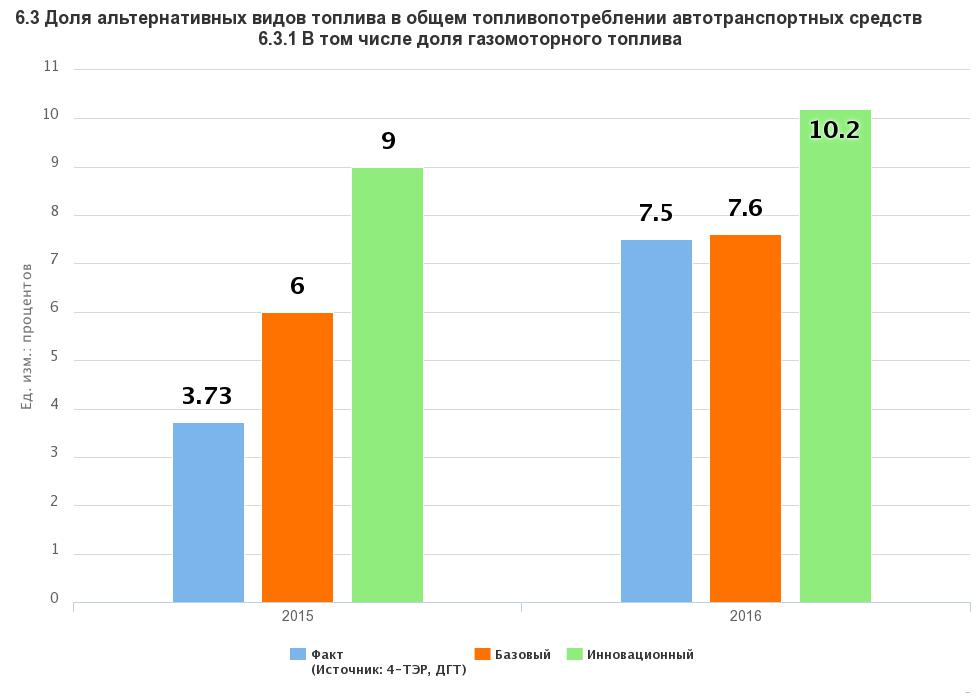 6.3 Доля альтернативных видов топлива в общем топливопотреблении автотранспортных средств
6.3.1 В том числе доля газомоторного топлива
Ед. изм.: процентов
11
10
9
8
7
6
5
4
3
2
1
0
3.73
6
9
7.5
7.6
10.2
2015
2016
Факт
(Источник: 4-ТЭР, ДГТ)
Базовый
Инновационный